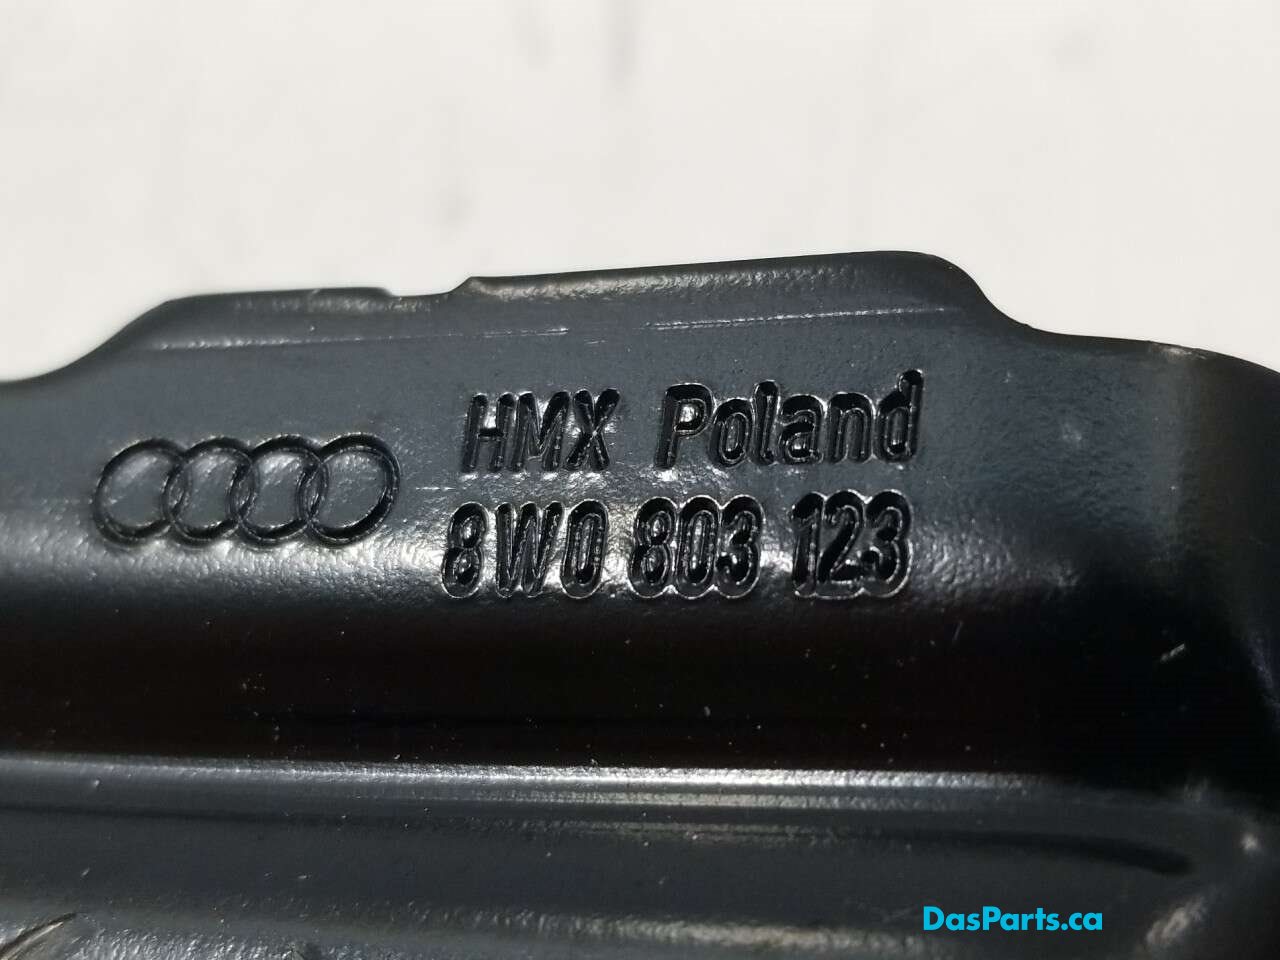 HMX Poland
8W0.803 123
DasParts.ca